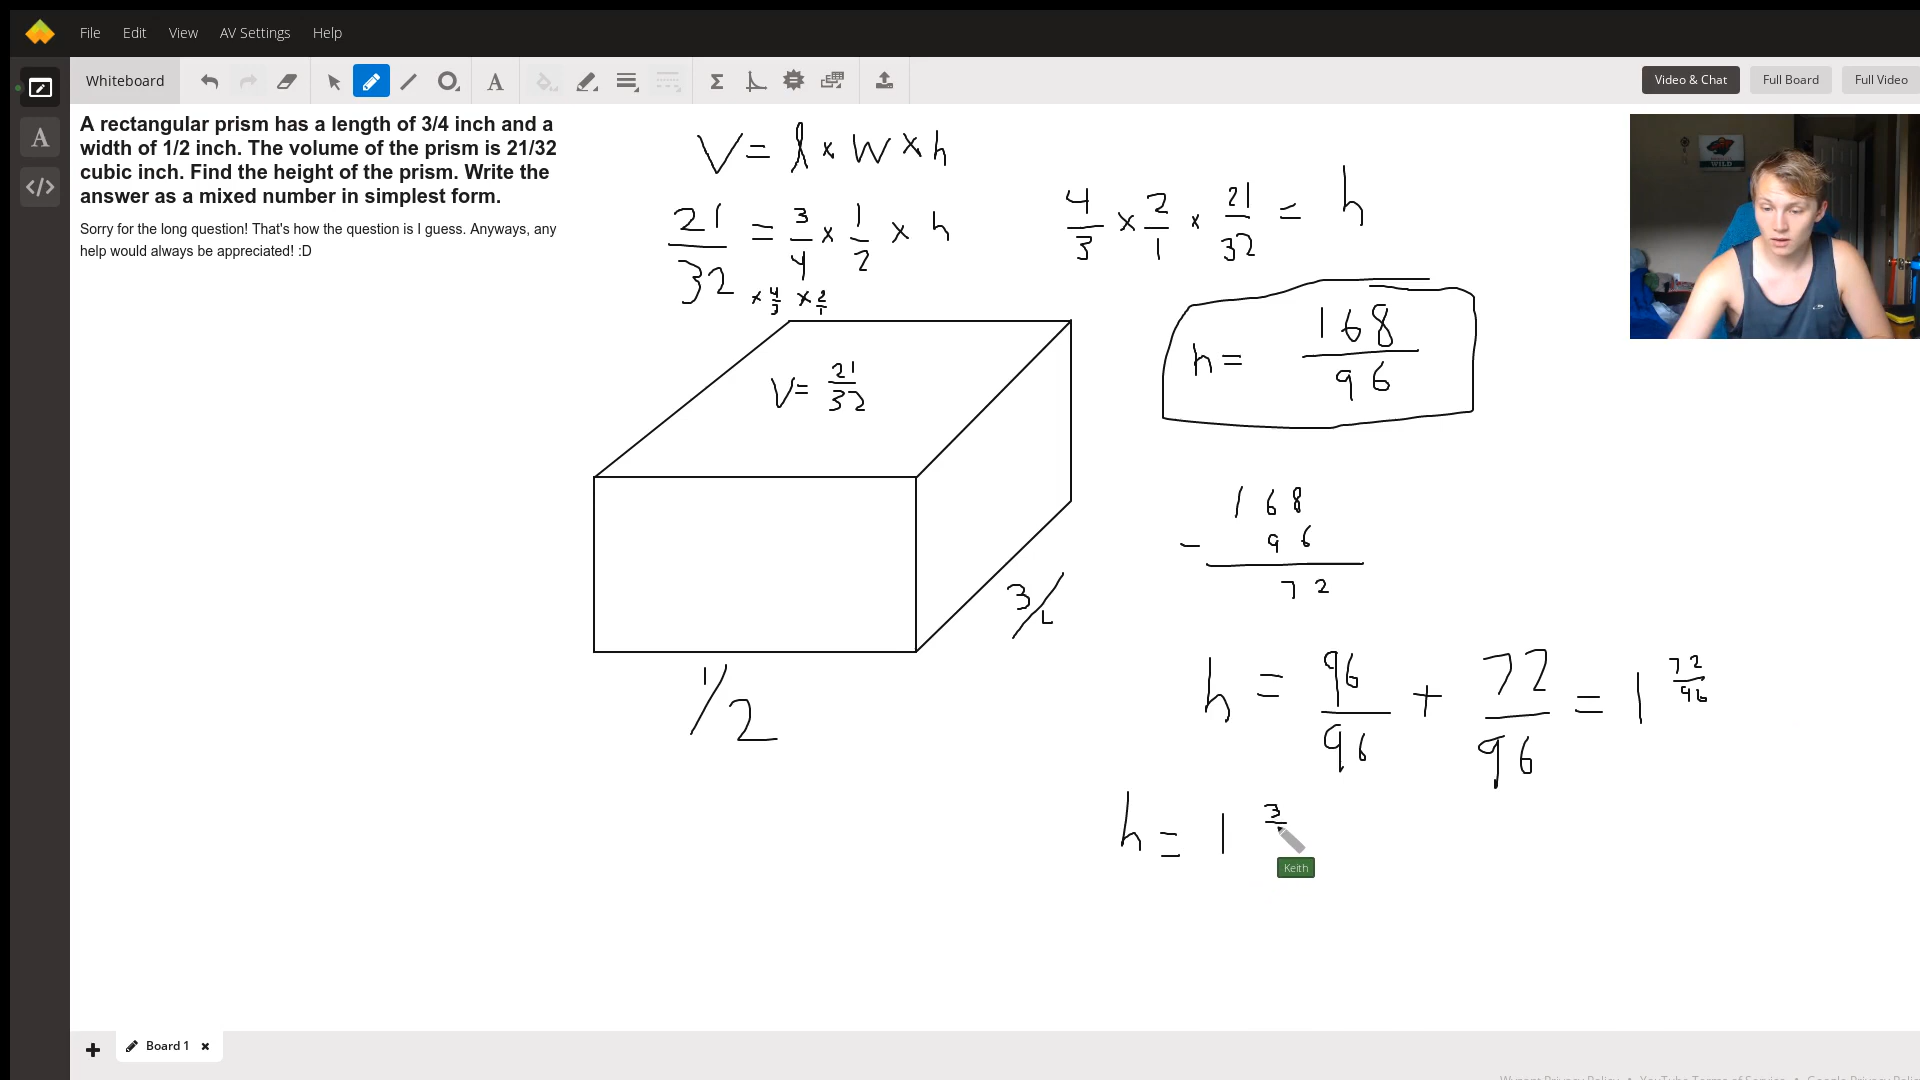 File Edit View AV Settings Help
Whiteboard A Σ Video & Chat Full Board Full Video
A
A rectangular prism has a length of 3/4 inch and a
width of 1/2 inch. The volume of the prism is 21/32
cubic inch. Find the height of the prism. Write the
answer as a mixed number in simplest form.
Sorry for the long question! That's how the question is I guess. Anyways, any
help would always be appreciated! :D
V = l x w x h
21/32 = 3/4 x 1/2 x h
x 4/3 x 2/1
V = 21/32
1/2
4/3 x 2/1 x 21/32 = h
h = 168/96
168
- 96
72
h = 96/96 + 72/96 = 1 72/96
h = 1 3/
Keith
WILD
Board 1 x